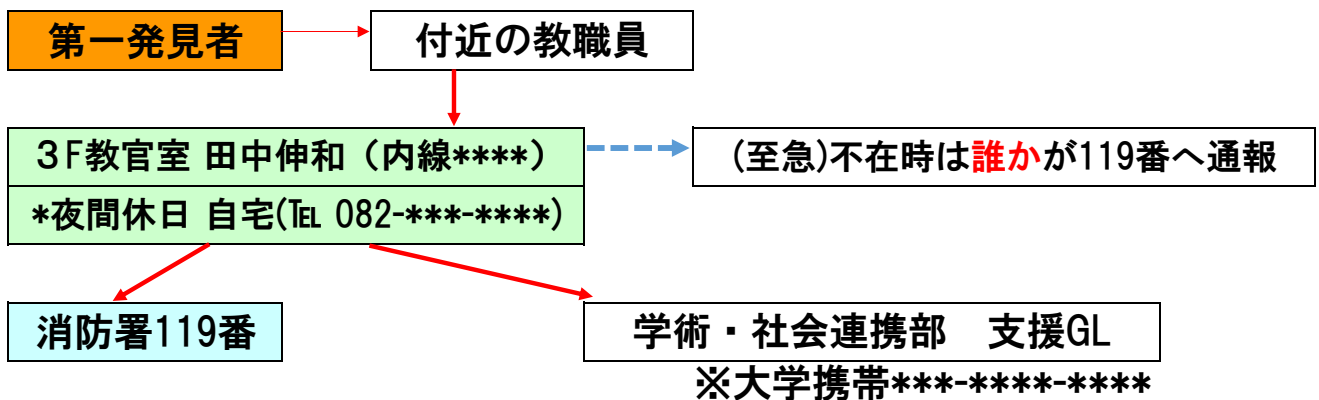 第一発見者
付近の教職員
３F教官室 田中伸和（内線****）
(至急)不在時は誰かが119番へ通報
*夜間休日 自宅(℡ 082-***-****)
消防署119番
学術・社会連携部　支援GL
※大学携帯***-****-****